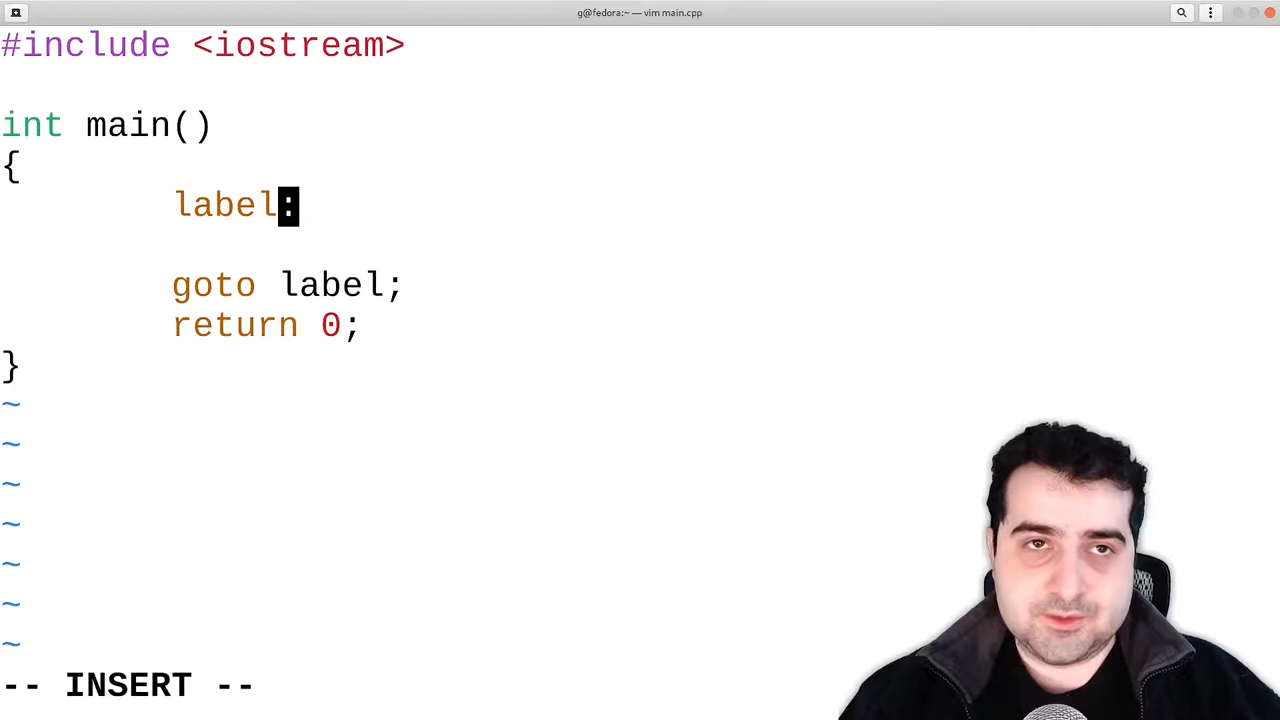 g@fedora:~ — vim main.cpp
#include <iostream>
int main()
{
label:
goto label;
return 0;
}
~
~
~
~
~
~
~
-- INSERT --